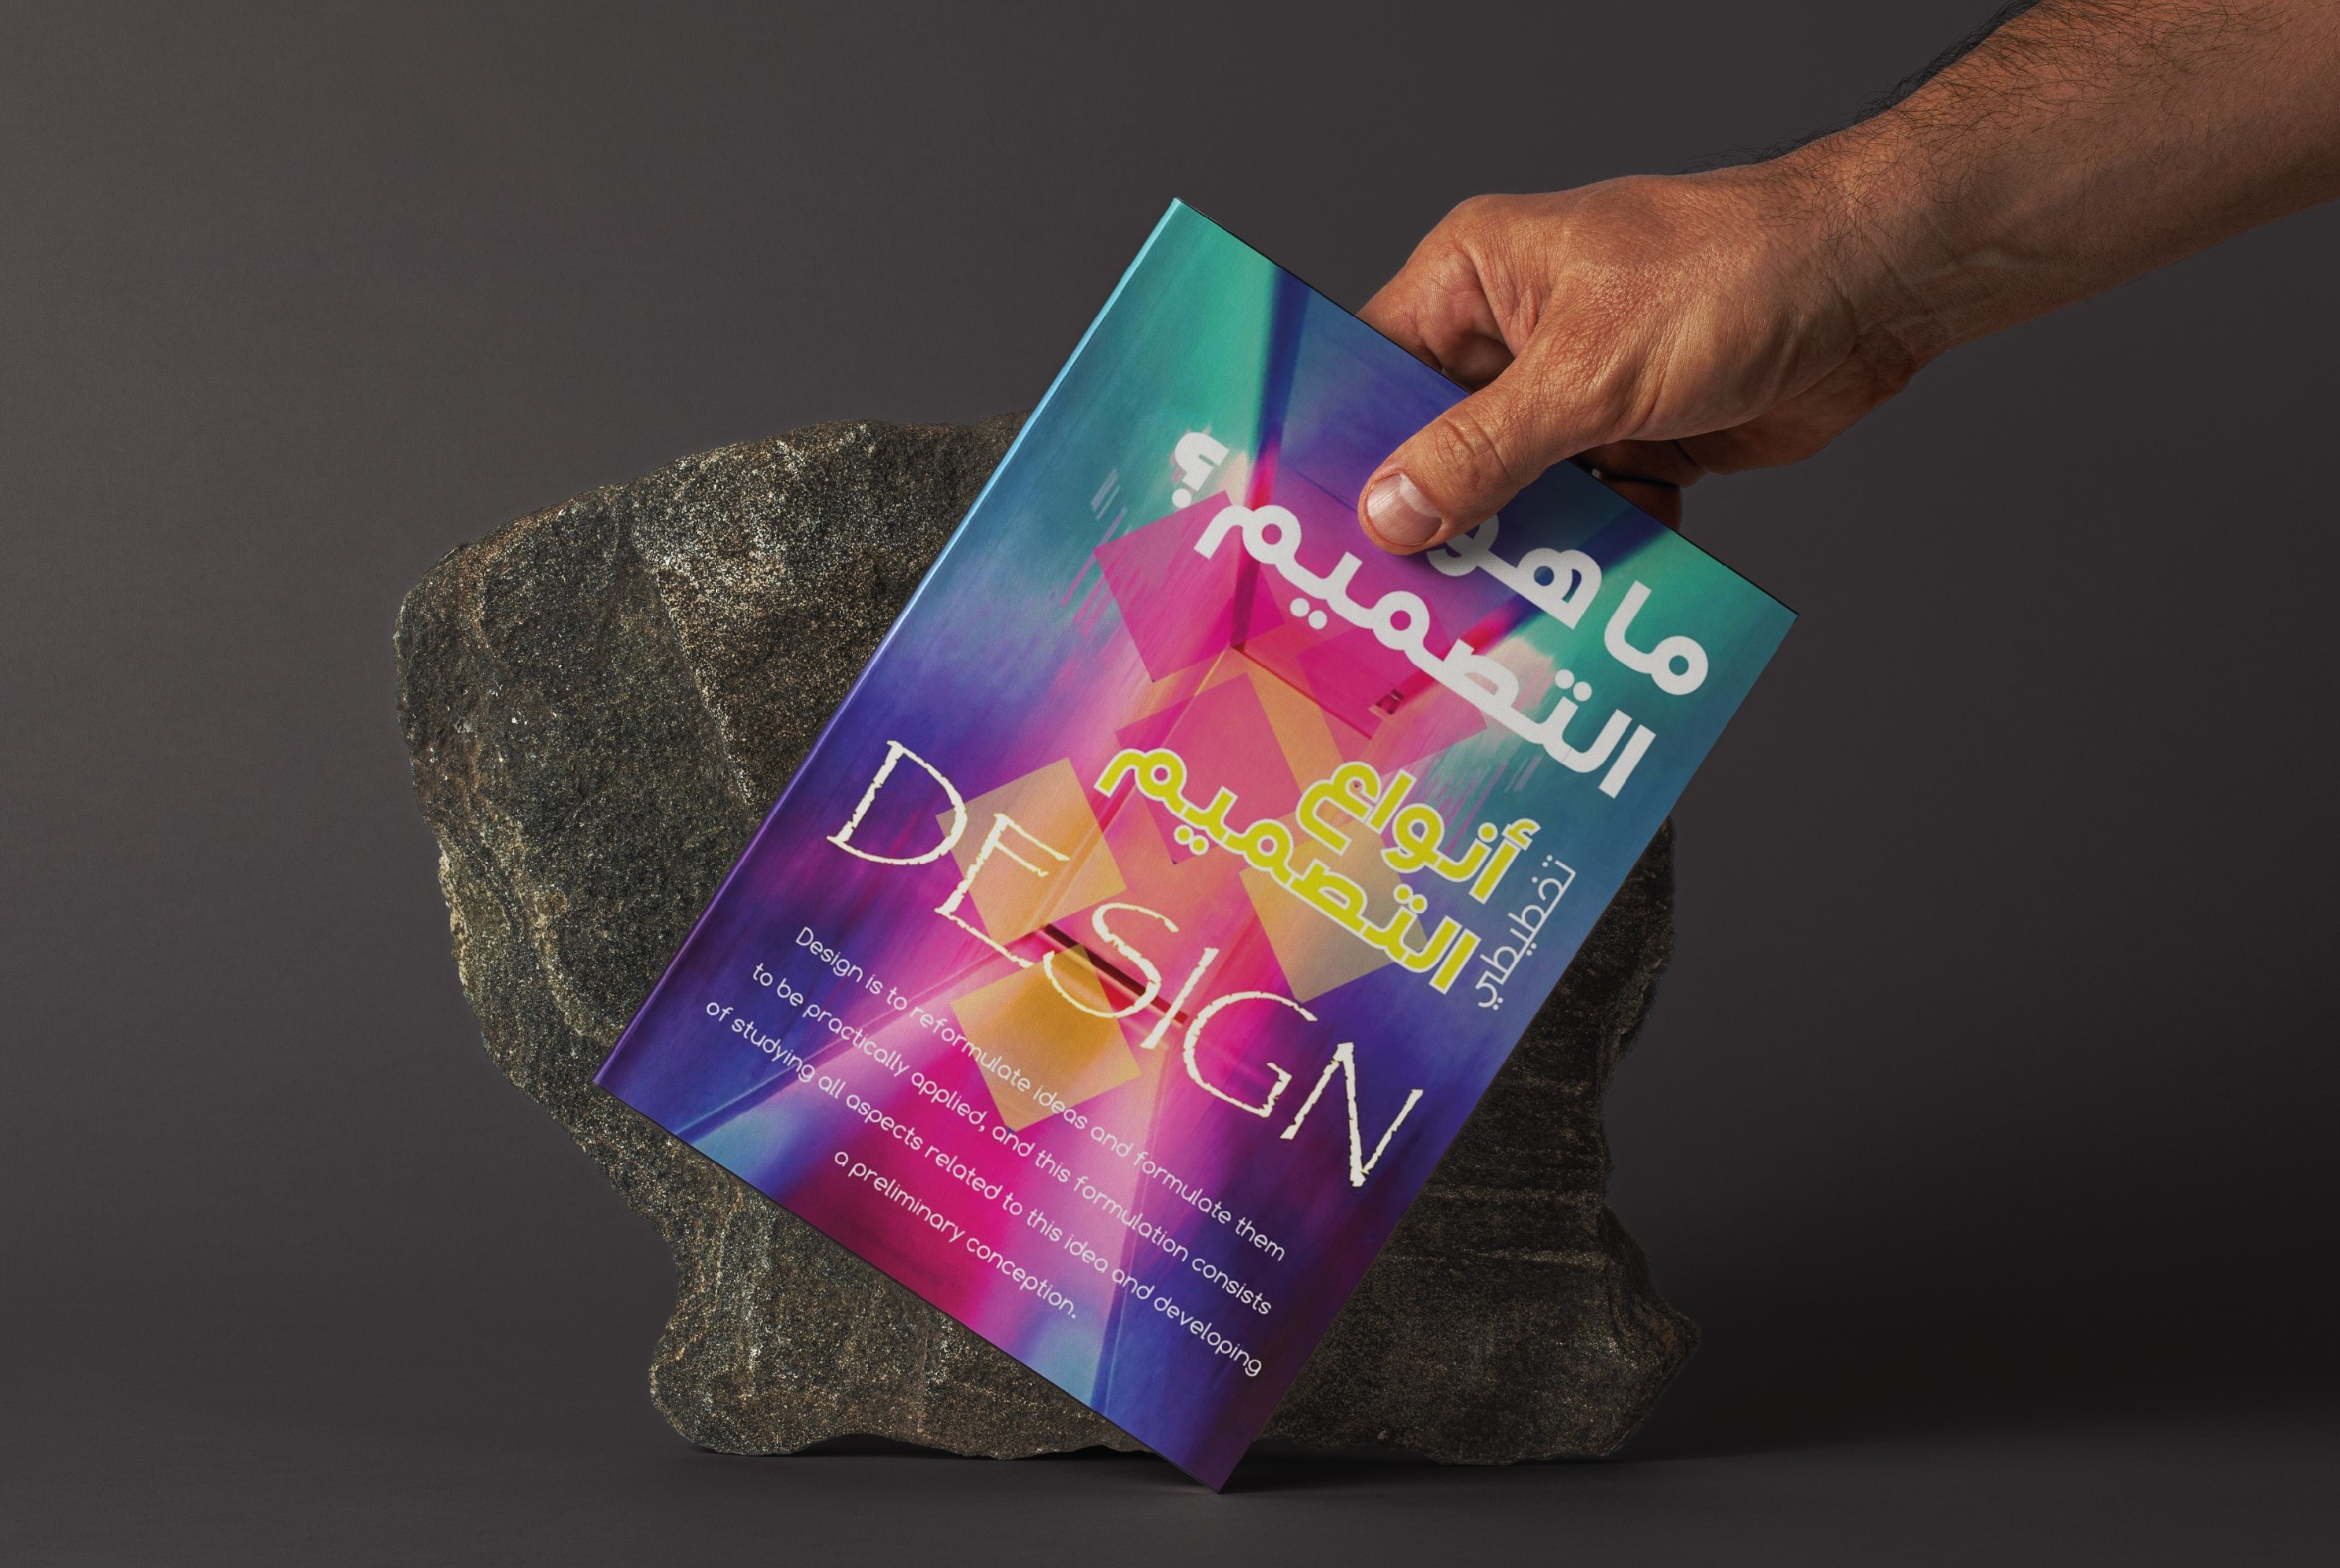 ما هو
التصميم؟
أنواع
التصميم
تخطيطي
DESIGN
Design is to reformulate ideas and formulate them
to be practically applied, and this formulation consists
of studying all aspects related to this idea and developing
a preliminary conception.